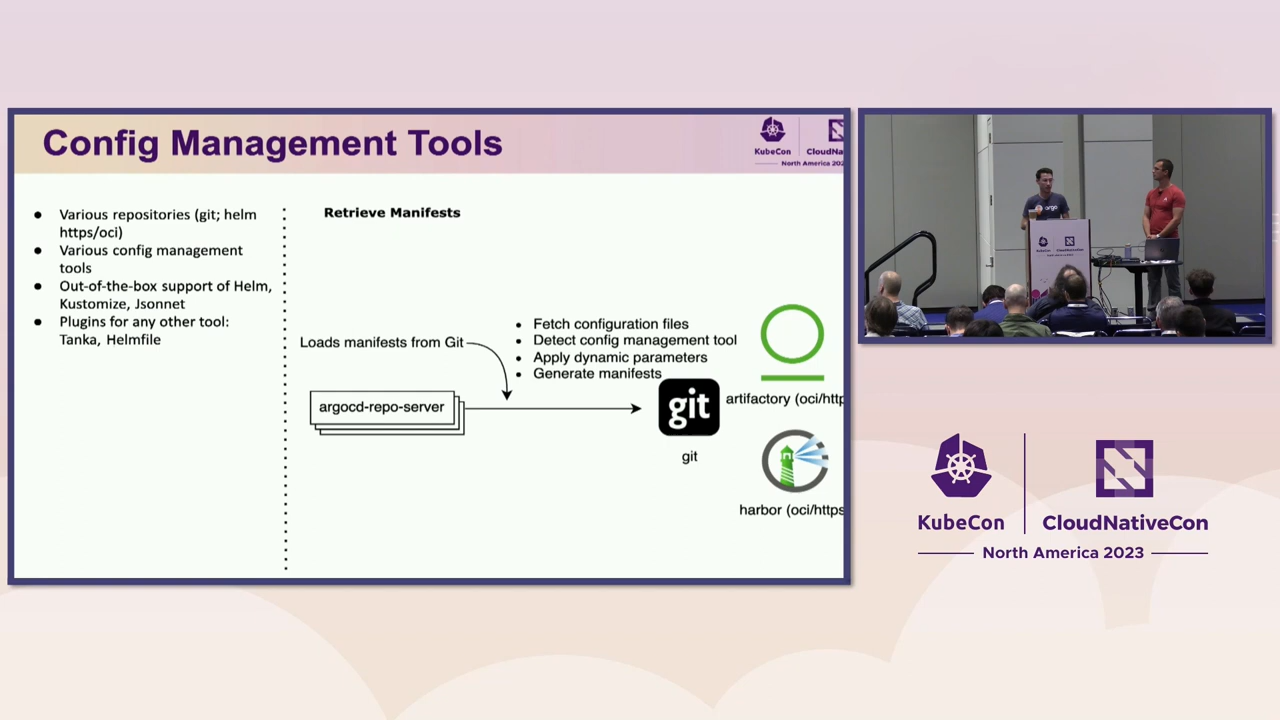 Config Management Tools
KubeCon
North America 202
● Various repositories (git; helm
https/oci)
● Various config management
tools
● Out-of-the-box support of Helm,
Kustomize, Jsonnet
● Plugins for any other tool:
Tanka, Helmfile
Retrieve Manifests
Loads manifests from Git
• Fetch configuration files
• Detect config management tool
• Apply dynamic parameters
• Generate manifests
argocd-repo-server
git
git
artifactory (oci/http
harbor (oci/https
argo
KubeCon
CloudNativeCon
North America 2023